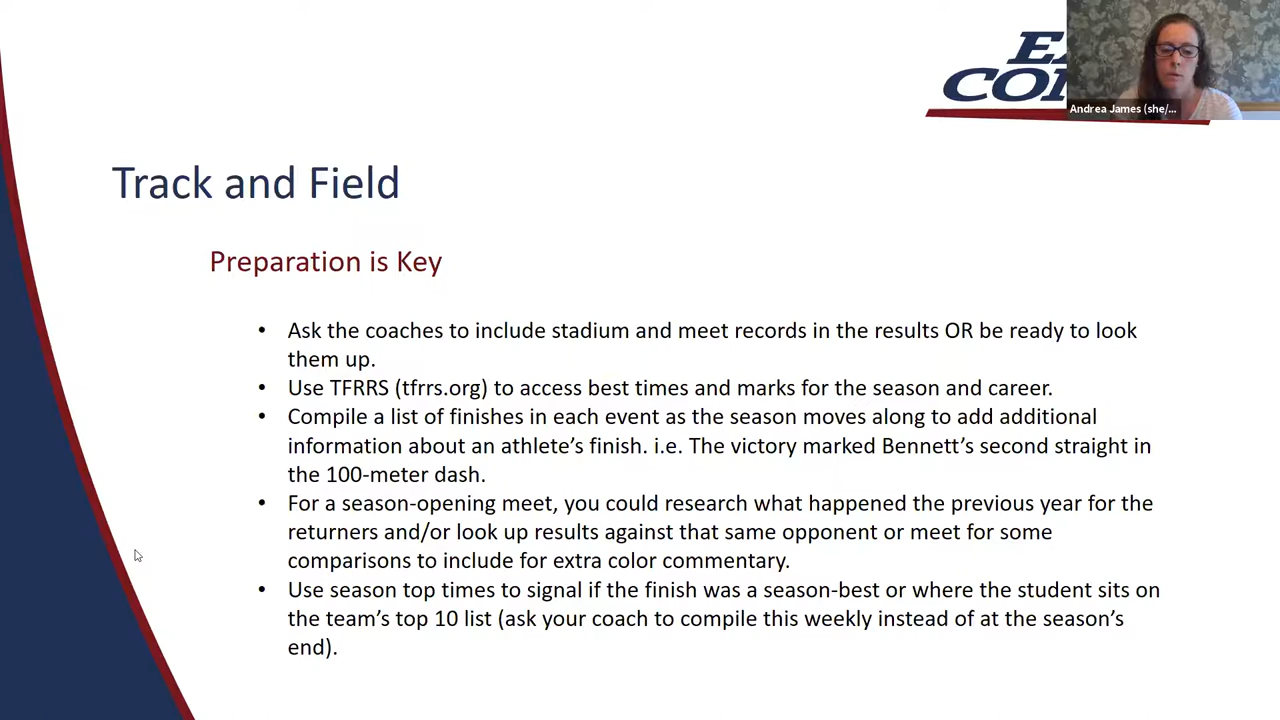 Andrea James (she/...
Track and Field
Preparation is Key
• Ask the coaches to include stadium and meet records in the results OR be ready to look
them up.
• Use TFRRS (tfrrs.org) to access best times and marks for the season and career.
• Compile a list of finishes in each event as the season moves along to add additional
information about an athlete’s finish. i.e. The victory marked Bennett’s second straight in
the 100-meter dash.
• For a season-opening meet, you could research what happened the previous year for the
returners and/or look up results against that same opponent or meet for some
comparisons to include for extra color commentary.
• Use season top times to signal if the finish was a season-best or where the student sits on
the team’s top 10 list (ask your coach to compile this weekly instead of at the season’s
end).